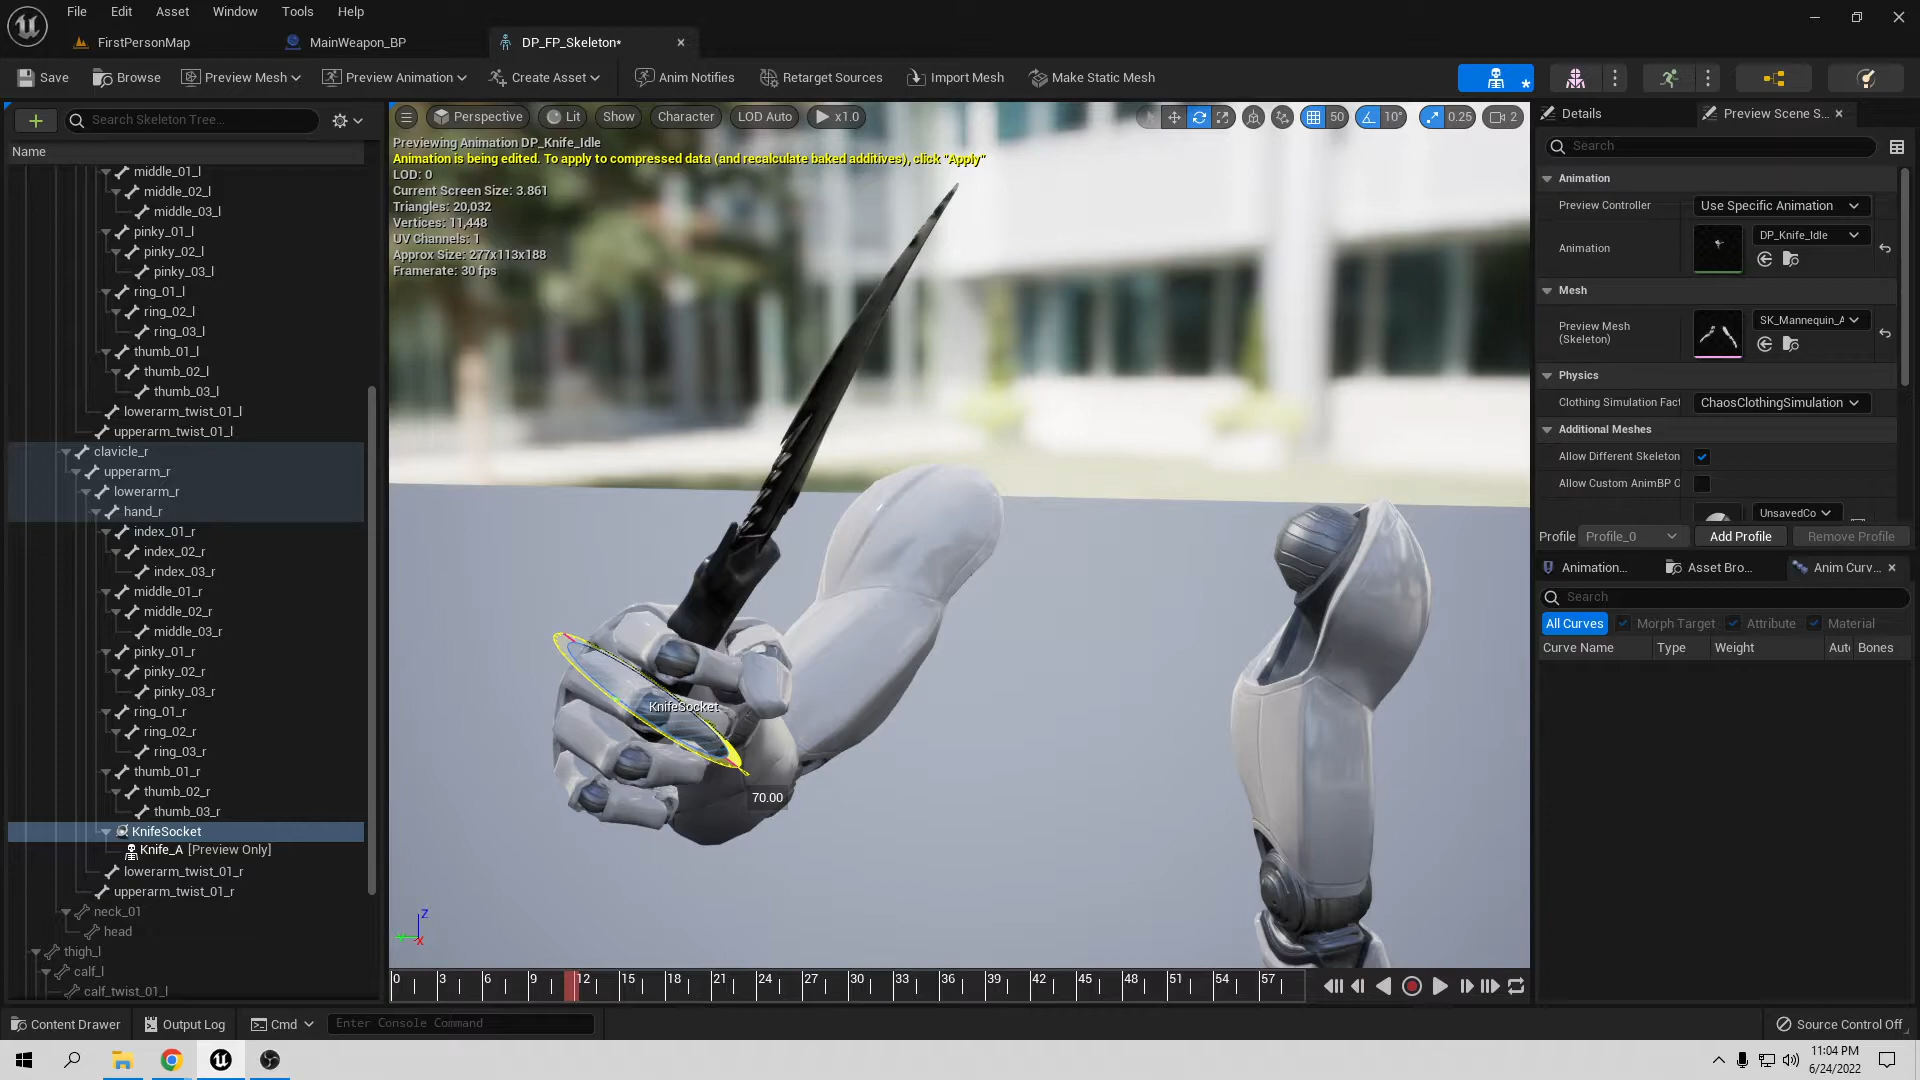 File Edit Asset Window Tools Help
FirstPersonMap MainWeapon_BP DP_FP_Skeleton*
Save Browse Preview Mesh Preview Animation Create Asset Anim Notifies Retarget Sources Import Mesh Make Static Mesh
Search Skeleton Tree...
Name
middle_01_l
middle_02_l
middle_03_l
pinky_01_l
pinky_02_l
pinky_03_l
ring_01_l
ring_02_l
ring_03_l
thumb_01_l
thumb_02_l
thumb_03_l
lowerarm_twist_01_l
upperarm_twist_01_l
clavicle_r
upperarm_r
lowerarm_r
hand_r
index_01_r
index_02_r
index_03_r
middle_01_r
middle_02_r
middle_03_r
pinky_01_r
pinky_02_r
pinky_03_r
ring_01_r
ring_02_r
ring_03_r
thumb_01_r
thumb_02_r
thumb_03_r
KnifeSocket
Knife_A [Preview Only]
lowerarm_twist_01_r
upperarm_twist_01_r
neck_01
head
thigh_l
calf_l
calf_twist_01_l
Perspective Lit Show Character LOD Auto x1.0 50 10° 0.25 2
Previewing Animation DP_Knife_Idle
Animation is being edited. To apply to compressed data (and recalculate baked additives), click "Apply"
LOD: 0
Current Screen Size: 3.861
Triangles: 20,032
Vertices: 11,448
UV Channels: 1
Approx Size: 277x113x188
Framerate: 30 fps
KnifeSocket
70.00
Z
X
0 3 6 9 12 15 18 21 24 27 30 33 36 39 42 45 48 51 54 57
Details Preview Scene S...
Search
Animation
Preview Controller Use Specific Animation
Animation DP_Knife_Idle
Mesh
Preview Mesh (Skeleton) SK_Mannequin_A
Physics
Clothing Simulation Fact ChaosClothingSimulation
Additional Meshes
Allow Different Skeleton
Allow Custom AnimBP O
UnsavedCo
Profile Profile_0 Add Profile Remove Profile
Animation... Asset Bro... Anim Curv...
Search
All Curves Morph Target Attribute Material
Curve Name Type Weight Aut Bones
Content Drawer Output Log Cmd Enter Console Command Source Control Off
11:04 PM
6/24/2022